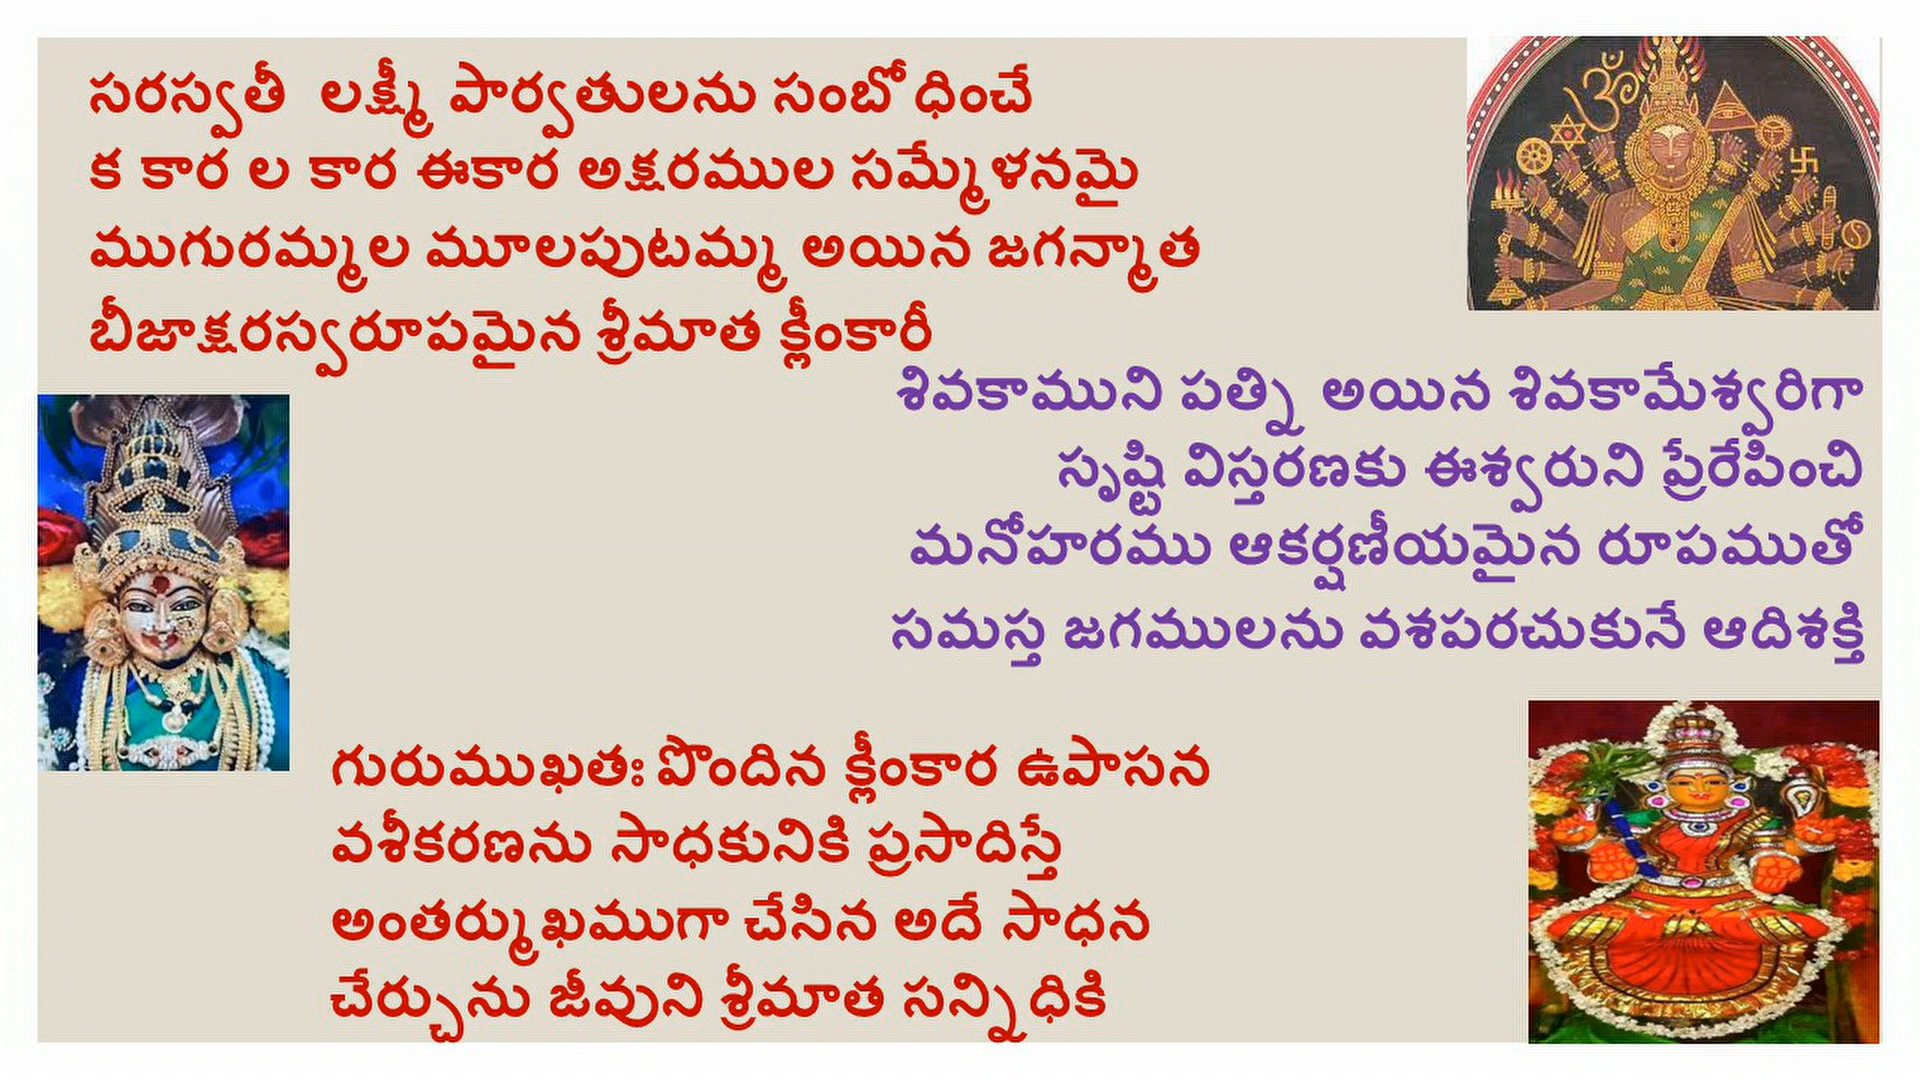 సరస్వతీ లక్ష్మీ పార్వతులను సంబోధించే
క కార ల కార ఈకార అక్షరముల సమ్మేళనమై
ముగురమ్మల మూలపుటమ్మ అయిన జగన్మాత
బీజాక్షరస్వరూపమైన శ్రీమాత క్లీంకారీ
శివకాముని పత్ని అయిన శివకామేశ్వరిగా
సృష్టి విస్తరణకు ఈశ్వరుని ప్రేరేపించి
మనోహరము ఆకర్షణీయమైన రూపముతో
సమస్త జగములను వశపరచుకునే ఆదిశక్తి
గురుముఖతః పొందిన క్లీంకార ఉపాసన
వశీకరణను సాధకునికి ప్రసాదిస్తే
అంతర్ముఖముగా చేసిన అదే సాధన
చేర్చును జీవుని శ్రీమాత సన్నిధికి